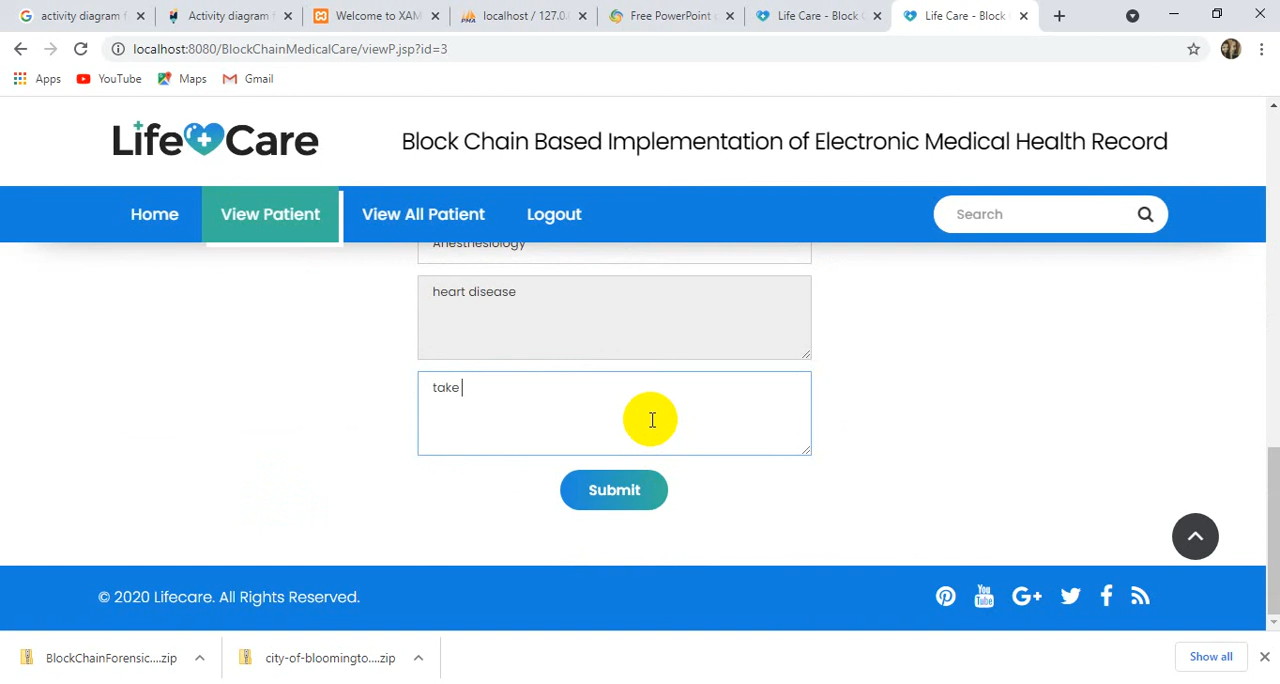 activity diagram f
Activity diagram
Welcome to XAM
localhost / 127.0.
Free PowerPoint
Life Care - Block
Life Care - Block
localhost:8080/BlockChainMedicalCare/viewP.jsp?id=3
Apps
YouTube
Maps
Gmail
Life Care
Block Chain Based Implementation of Electronic Medical Health Record
Home
View Patient
View All Patient
Logout
Search
Anesthesiology
heart disease
take
Submit
© 2020 Lifecare. All Rights Reserved.
BlockChainForensic....zip
city-of-bloomingto....zip
Show all